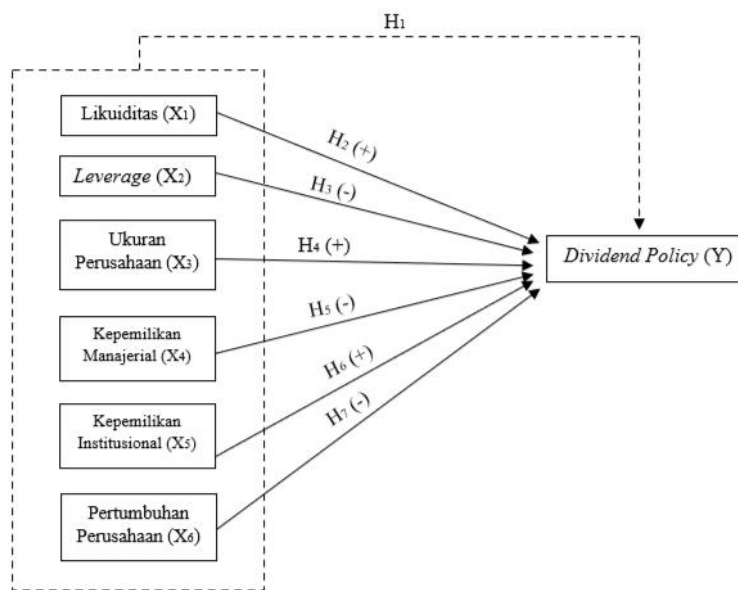 H₁
Likuiditas (X₁)
Leverage (X₂)
Ukuran
Perusahaan (X₃)
Kepemilikan
Manajerial (X₄)
Kepemilikan
Institusional (X₅)
Pertumbuhan
Perusahaan (X₆)
H₂ (+)
H₃ (-)
H₄ (+)
H₅ (-)
H₆ (+)
H₇ (-)
Dividend Policy (Y)